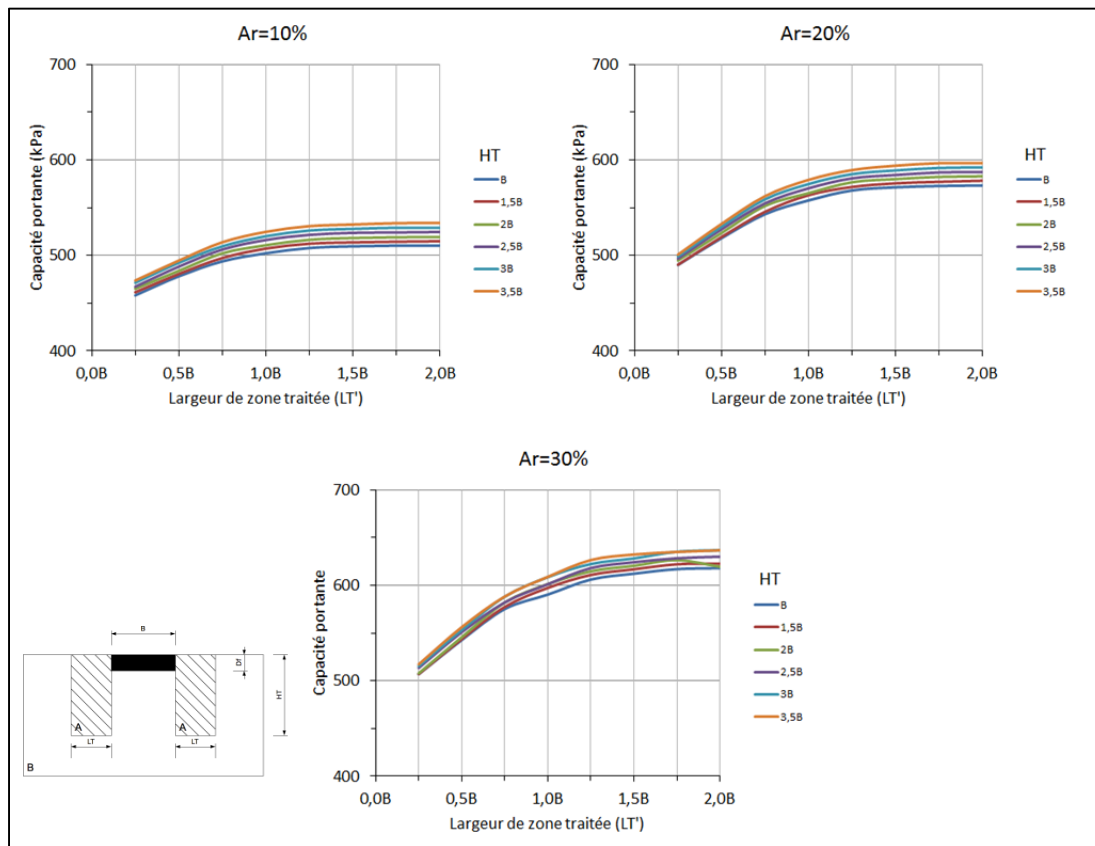 Ar=10%
700
600
500
400
Capacité portante (kPa)
0,0B 0,5B 1,0B 1,5B 2,0B
Largeur de zone traitée (LT')
HT
B
1,5B
2B
2,5B
3B
3,5B
Ar=20%
700
600
500
400
Capacité portante (kPa)
0,0B 0,5B 1,0B 1,5B 2,0B
Largeur de zone traitée (LT')
HT
B
1,5B
2B
2,5B
3B
3,5B
Ar=30%
700
600
500
400
Capacité portante
0,0B 0,5B 1,0B 1,5B 2,0B
Largeur de zone traitée (LT')
HT
B
1,5B
2B
2,5B
3B
3,5B
B
Df
HT
A
A
LT
LT
B